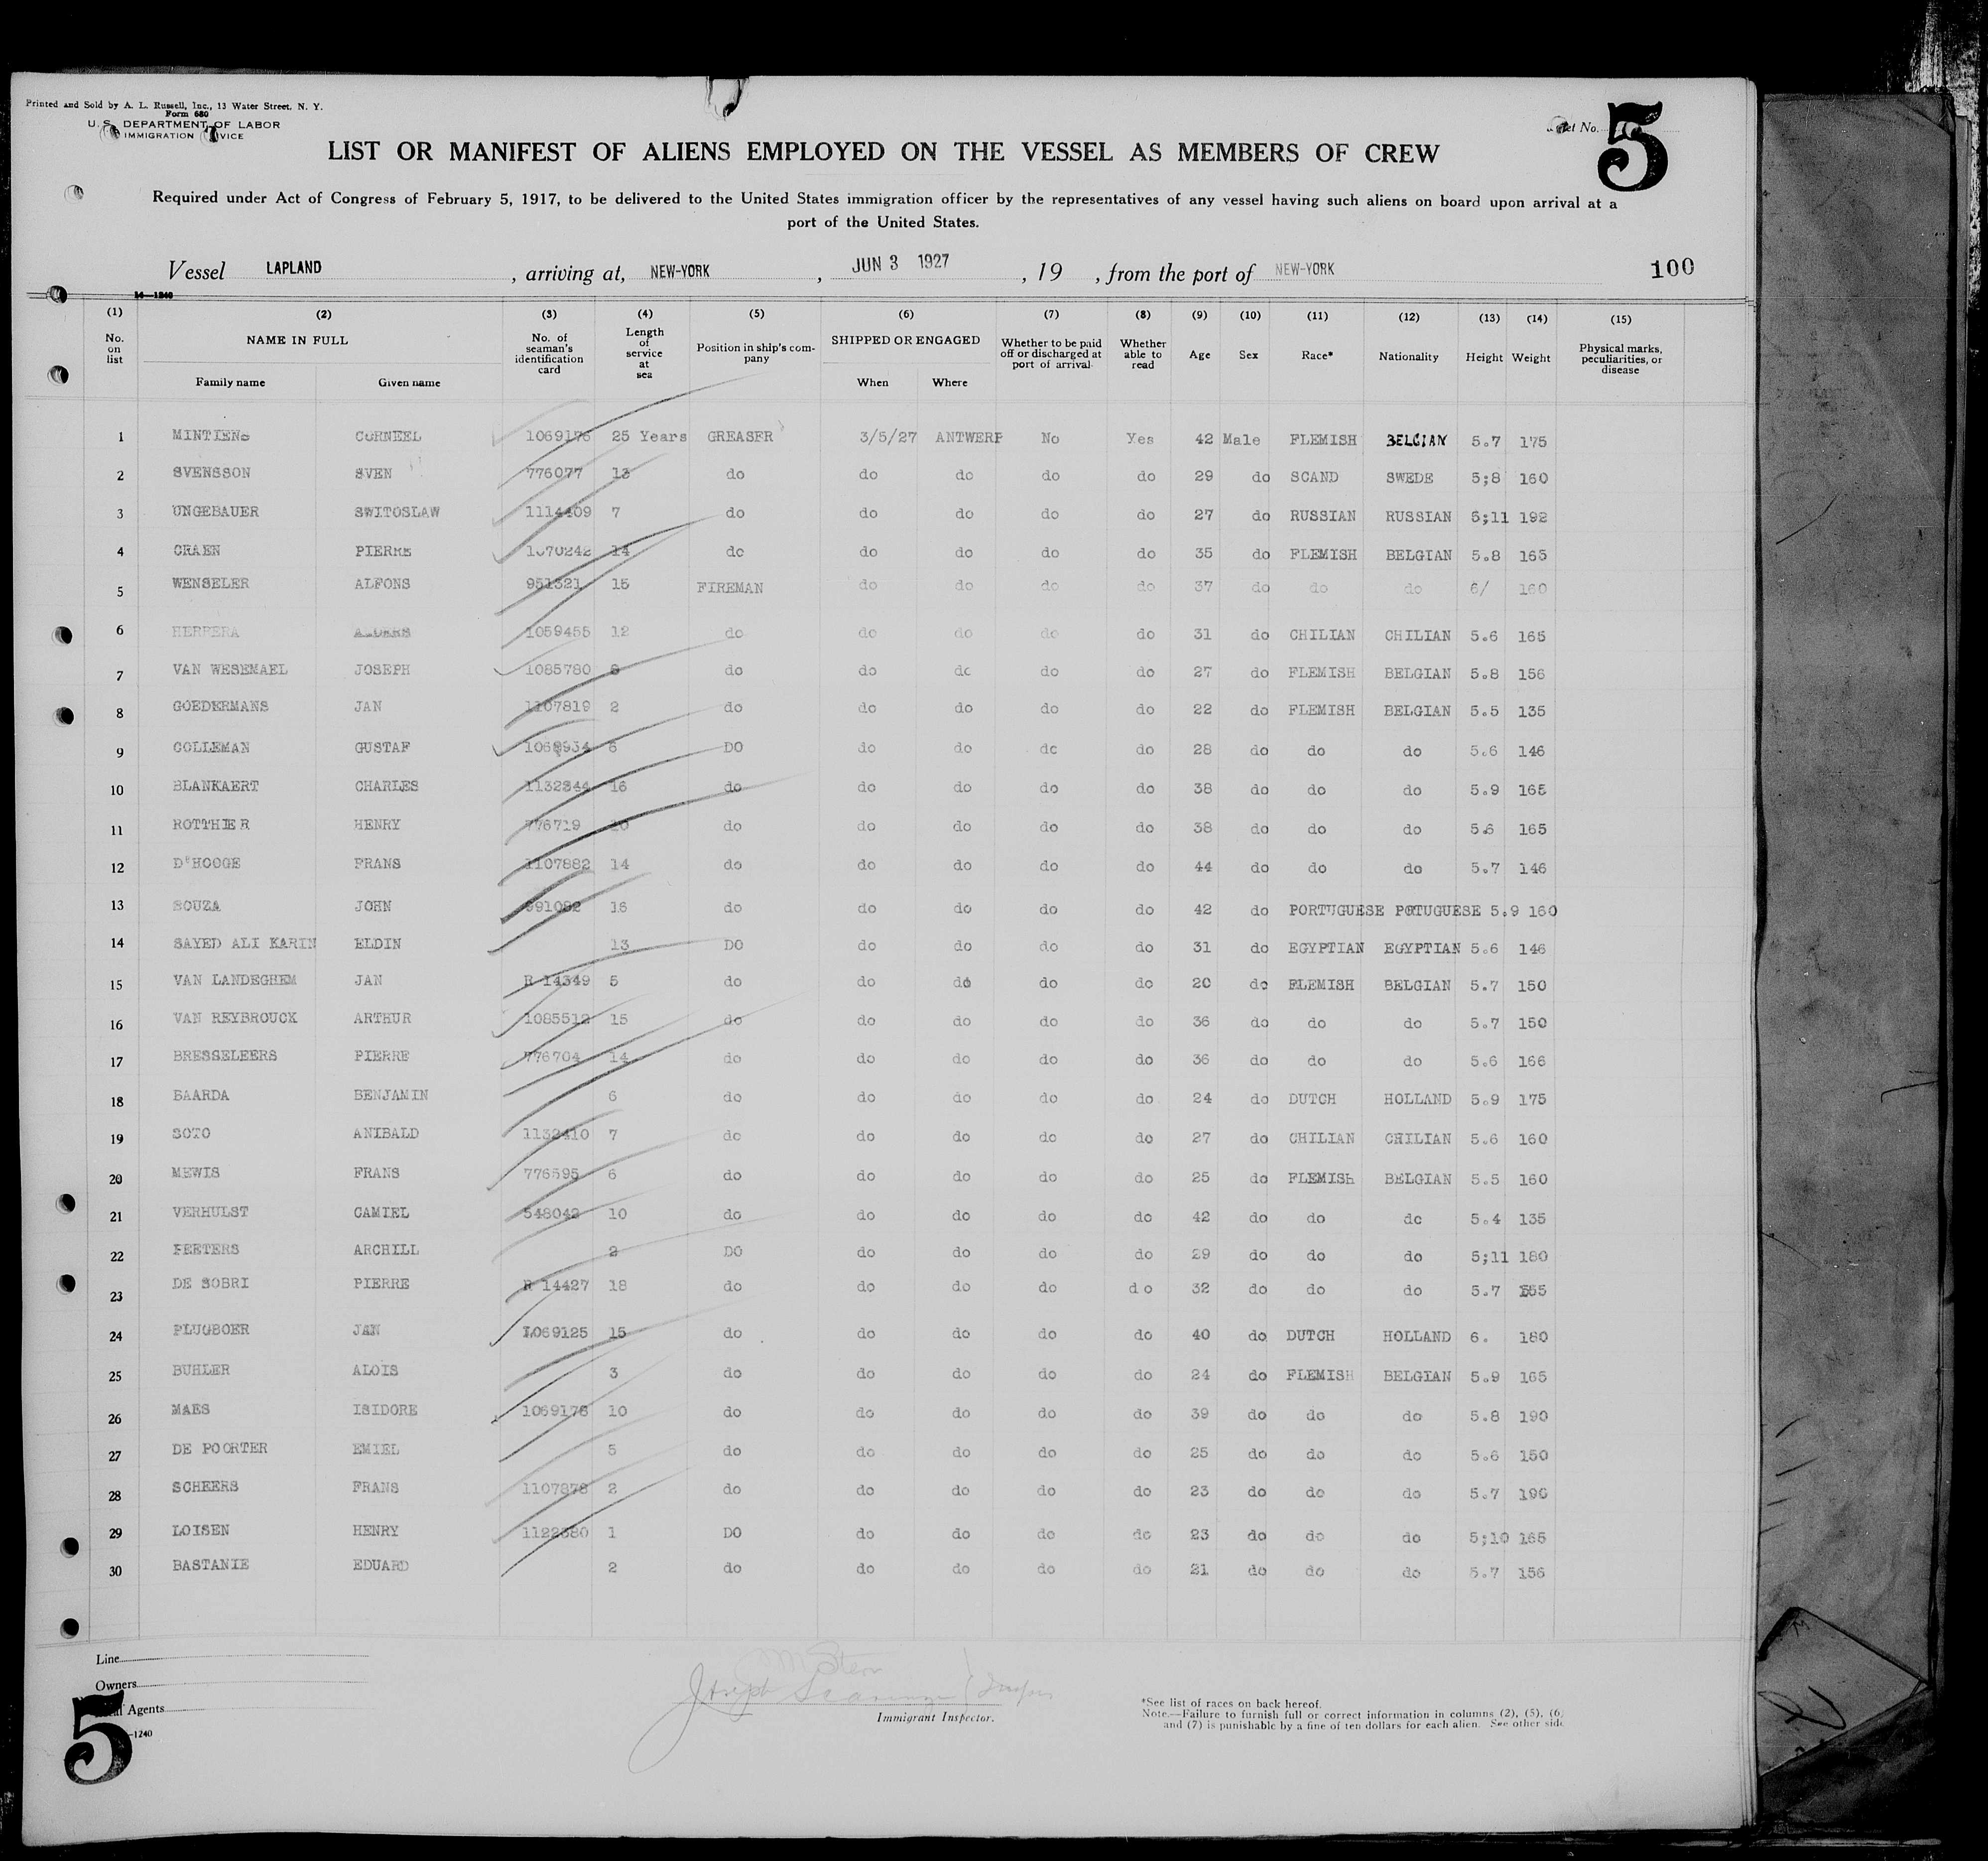 Printed and Sold by A. L. Russell, Inc., 13 Water Street, N. Y.
Form 680
U. S. DEPARTMENT OF LABOR
IMMIGRATION
No.
5
LIST OR MANIFEST OF ALIENS EMPLOYED ON THE VESSEL AS MEMBERS OF CREW
Required under Act of Congress of February 5, 1917, to be delivered to the United States immigration officer by the representatives of any vessel having such aliens on board upon arrival at a
port of the United States.
Vessel LAPLAND , arriving at, NEW-YORK , JUN 3 1927 , 19 , from the port of NEW-YORK 100
14—1240
(1) (2) (3) (4) (5) (6) (7) (8) (9) (10) (11) (12) (13) (14) (15)
No. on list NAME IN FULL Family name Given name No. of seaman's identification card Length of service at sea Position in ship's company SHIPPED OR ENGAGED When Where Whether to be paid off or discharged at port of arrival Whether able to read Age Sex Race* Nationality Height Weight Physical marks, peculiarities, or disease
1 MINTIENS CORNEEL 1069176 25 Years GREASER 3/5/27 ANTWERP No Yes 42 Male FLEMISH BELGIAN 5.7 175
2 SVENSSON SVEN 776077 13 do do do do do 29 do SCAND SWEDE 5;8 160
3 UNGEBAUER SWITOSLAW 1114409 7 do do do do do 27 do RUSSIAN RUSSIAN 5;11 192
4 CRAEN PIERRE 1070242 14 do do do do do 35 do FLEMISH BELGIAN 5.8 165
5 WENSELER ALFONS 951321 15 FIREMAN do do do do 37 do do do 6/ 160
6 HERRERA 1059455 12 do do do do do 31 do CHILIAN CHILIAN 5.6 165
7 VAN WESEMAEL JOSEPH 1085780 8 do do do do do 27 do FLEMISH BELGIAN 5.8 156
8 GOEDERMANS JAN 1107819 2 do do do do do 22 do FLEMISH BELGIAN 5.5 135
9 COLLEMAN GUSTAF 6 DO do do do do 28 do do do 5.6 146
10 BLANKAERT CHARLES 1132344 16 do do do do do 38 do do do 5.9 165
11 ROTTHIER HENRY 776719 20 do do do do do 38 do do do 5.6 165
12 D'HOOGE FRANS 1107882 14 do do do do do 44 do do do 5.7 146
13 SOUZA JOHN 16 do do do do do 42 do PORTUGUESE PORTUGUESE 5.9 160
14 SAYED ALI KARIN ELDIN 13 DO do do do do 31 do EGYPTIAN EGYPTIAN 5.6 146
15 VAN LANDEGHEM JAN R 14349 5 do do do do do 20 do FLEMISH BELGIAN 5.7 150
16 VAN REYBROUCK ARTHUR 1085512 15 do do do do do 36 do do do 5.7 150
17 BRESSELEERS PIERRE 776704 14 do do do do do 36 do do do 5.6 166
18 BAARDA BENJAMIN 6 do do do do do 24 do DUTCH HOLLAND 5.9 175
19 SOTO ANIBALD 1132410 7 do do do do do 27 do CHILIAN CHILIAN 5.6 160
20 MEWIS FRANS 776595 6 do do do do do 25 do FLEMISH BELGIAN 5.5 160
21 VERHULST CAMIEL 548042 10 do do do do do 42 do do do 5.4 135
22 PEETERS ARCHILL 2 DO do do do do 29 do do do 5;11 180
23 DE SOBRI PIERRE R 14427 18 do do do do do 32 do do do 5.7
24 PLUGBOER JAN 1069125 15 do do do do do 40 do DUTCH HOLLAND 6. 180
25 BUHLER ALOIS 3 do do do do do 24 do FLEMISH BELGIAN 5.9 165
26 MAES ISIDORE 1069178 10 do do do do do 39 do do do 5.8 190
27 DE POORTER EMIEL 5 do do do do do 25 do do do 5.6 150
28 SCHEERS FRANS 1107878 2 do do do do do 23 do do do 5.7 196
29 LOISEN HENRY 1122380 1 DO do do do do 23 do do do 5;10 165
30 BASTANIE EDUARD 2 do do do do do 21 do do do 5.7 156
Line
Owners
Agents
5
—1240
M Stern
Joseph
Immigrant Inspector.
*See list of races on back hereof.
Note.—Failure to furnish full or correct information in columns (2), (5), (6)
and (7) is punishable by a fine of ten dollars for each alien. See other side